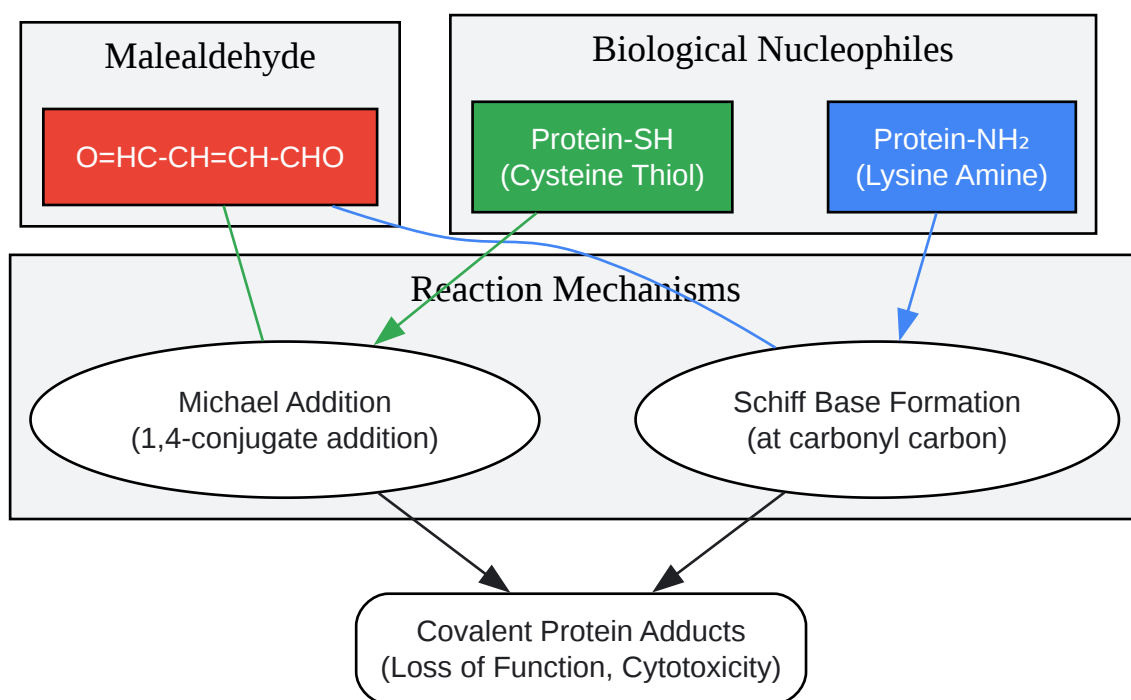 Malealdehyde
Biological Nucleophiles
O=HC-CH=CH-CHO
Protein-SH
(Cysteine Thiol)
Protein-NH₂
(Lysine Amine)
Reaction Mechanisms
Michael Addition
(1,4-conjugate addition)
Schiff Base Formation
(at carbonyl carbon)
Covalent Protein Adducts
(Loss of Function, Cytotoxicity)